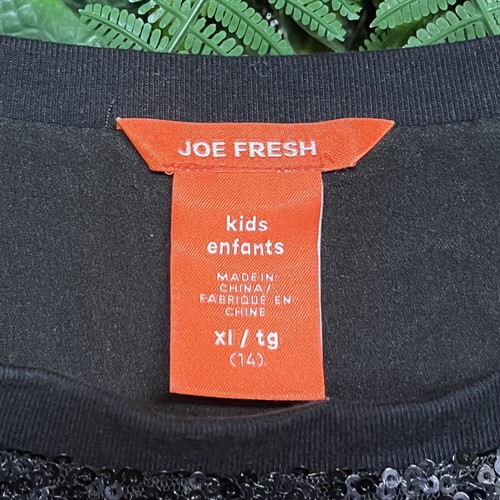 JOE FRESH
kids
enfants
MADE IN
CHINA/
FABRIQUÉ EN
CHINE
xl / tg
(14)